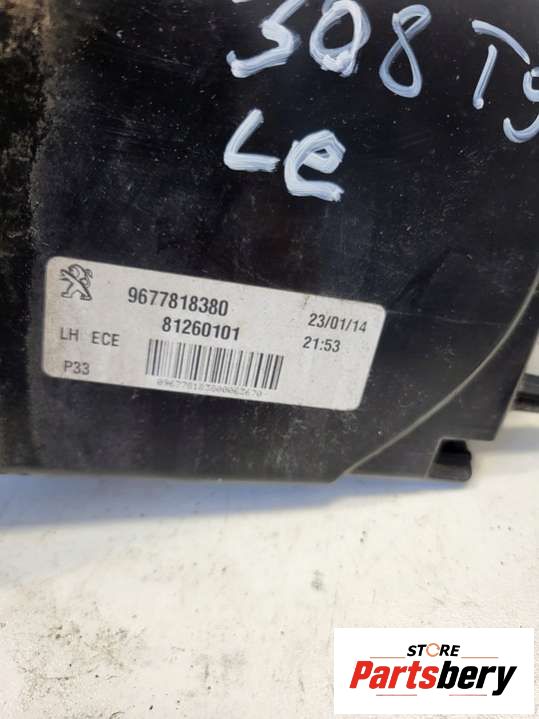 308 T9
Le
9677818380
23/01/14
81260101
21:53
LH ECE
P33
STORE
Partsbery